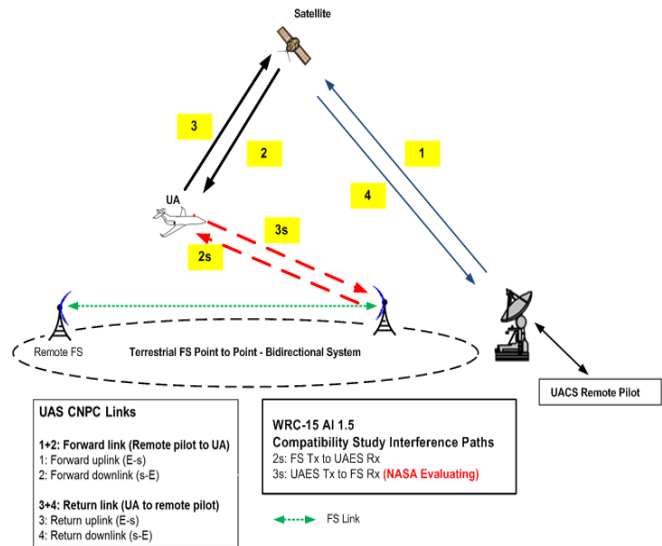 Satellite
3
2
1
4
UA
3s
2s
Remote FS
Terrestrial FS Point to Point - Bidirectional System
UACS Remote Pilot
UAS CNPC Links
1+2: Forward link (Remote pilot to UA)
1: Forward uplink (E-s)
2: Forward downlink (s-E)
3+4: Return link (UA to remote pilot)
3: Return uplink (E-s)
4: Return downlink (s-E)
WRC-15 AI 1.5
Compatibility Study Interference Paths
2s: FS Tx to UAES Rx
3s: UAES Tx to FS Rx (NASA Evaluating)
FS Link